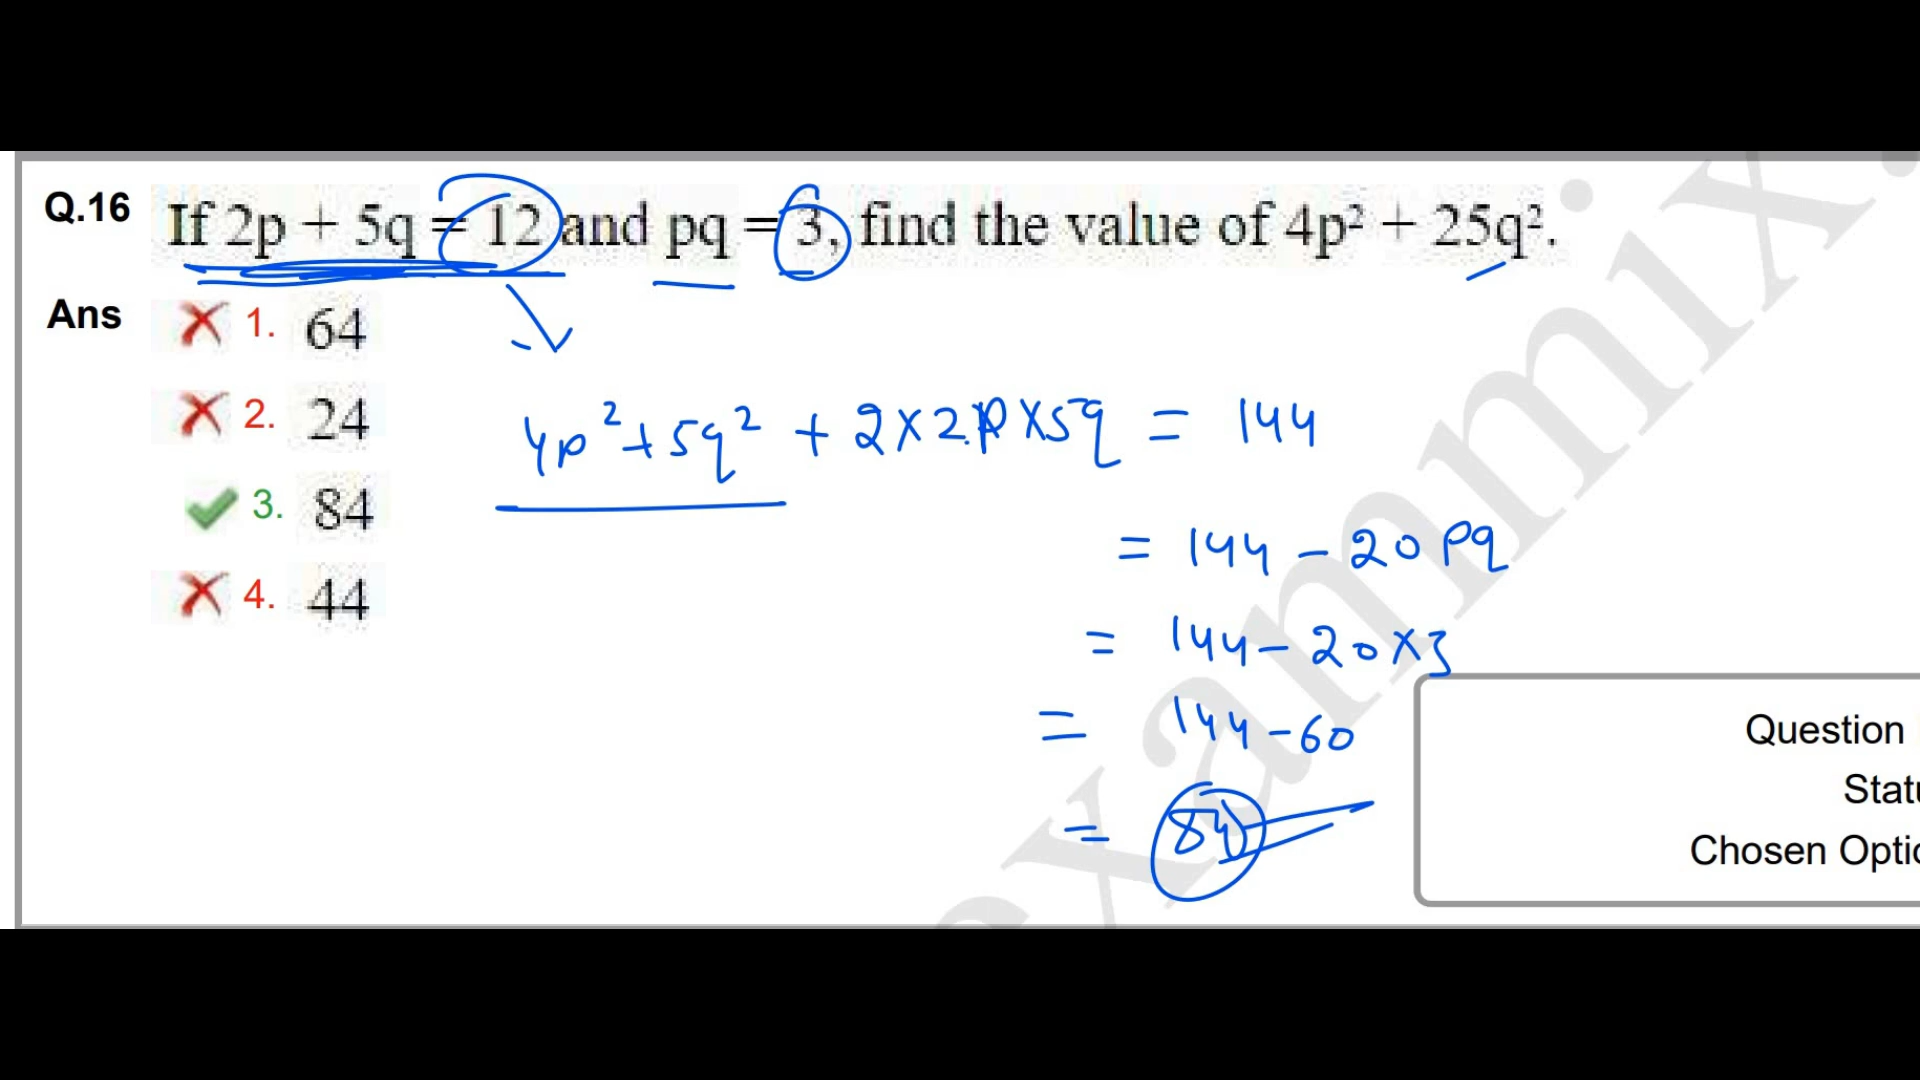 Q.16 If 2p + 5q = 12 and pq = 3, find the value of 4p² + 25q².
Ans
1. 64
2. 24
3. 84
4. 44
4p² + 5q² + 2×2p×5q = 144
= 144 - 20pq
= 144 - 20×3
= 144 - 60
= 84
Question
Chosen